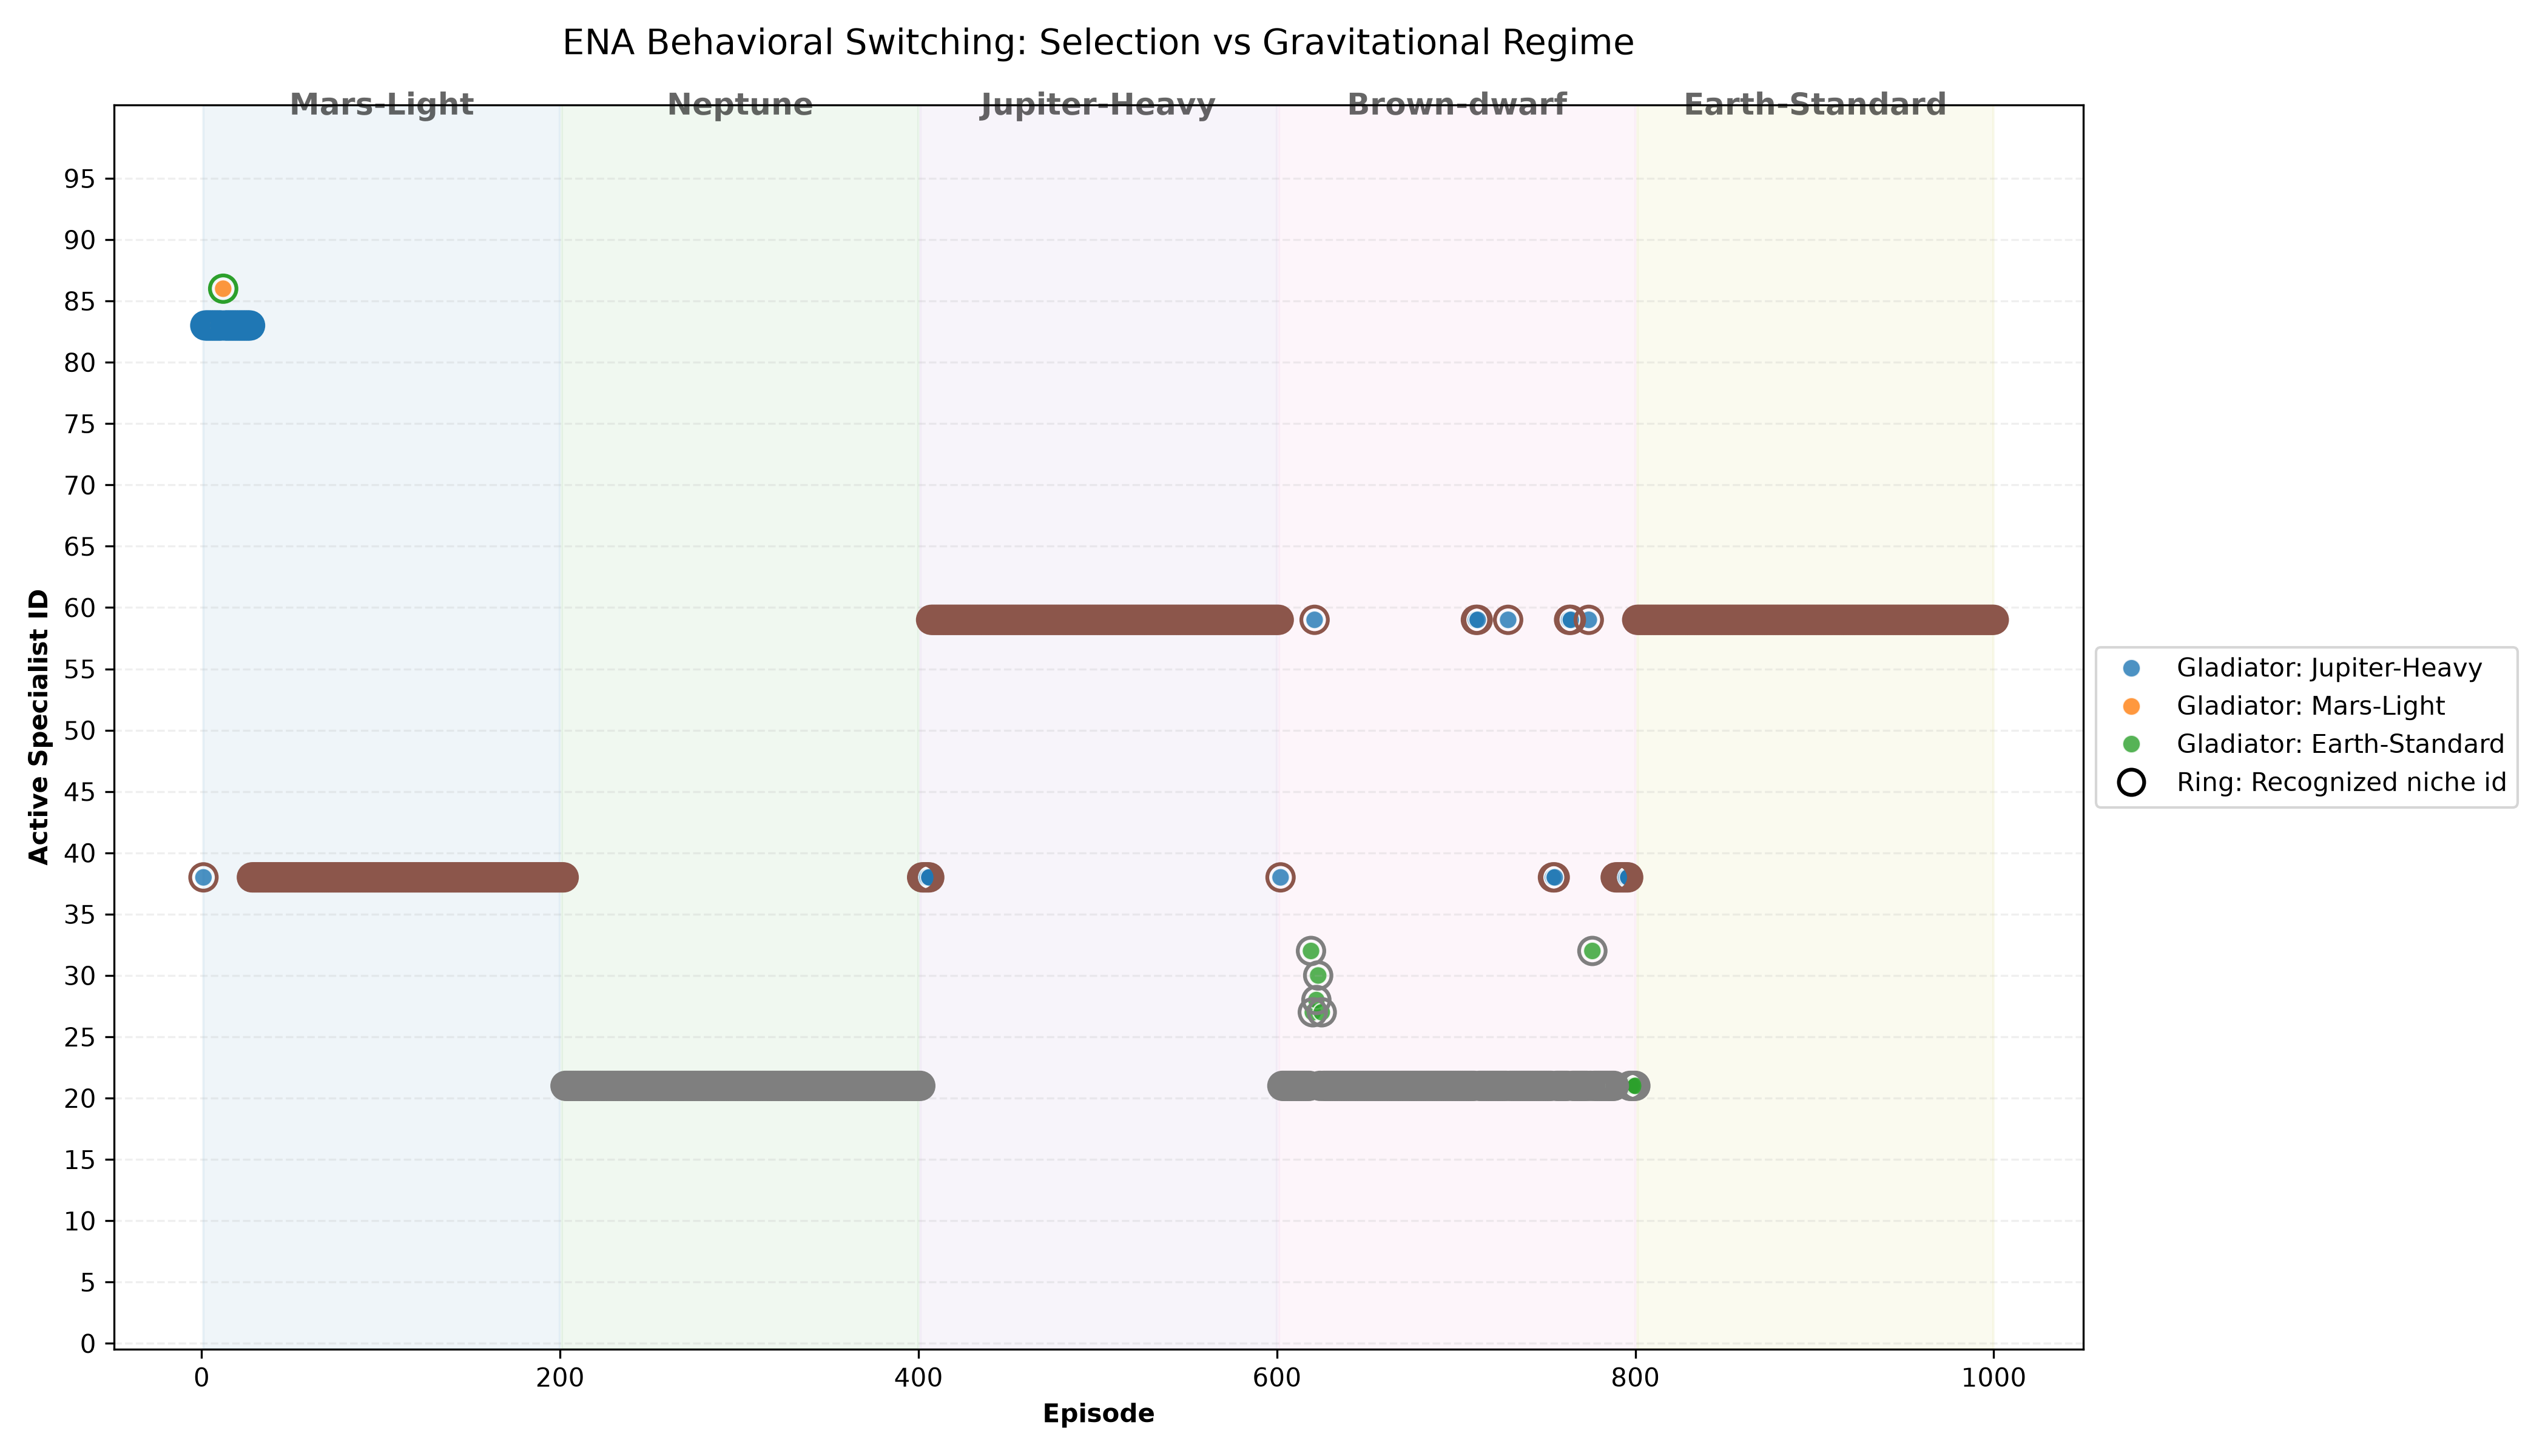 ENA Behavioral Switching: Selection vs Gravitational Regime
Mars-Light
Neptune
Jupiter-Heavy
Brown-dwarf
Earth-Standard
95
90
85
80
75
70
65
60
55
50
45
40
35
30
25
20
15
10
5
0
Active Specialist ID
0
200
400
600
800
1000
Episode
Gladiator: Jupiter-Heavy
Gladiator: Mars-Light
Gladiator: Earth-Standard
Ring: Recognized niche id